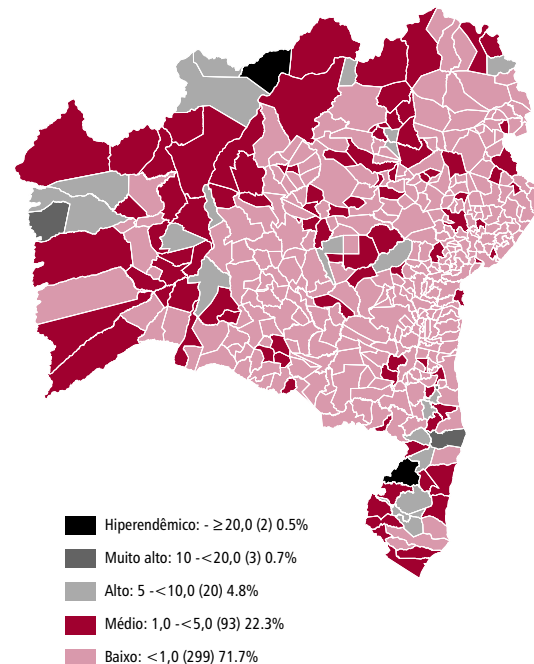 Hiperendêmico: - ≥20,0 (2) 0.5%
Muito alto: 10 -<20,0 (3) 0.7%
Alto: 5 -<10,0 (20) 4.8%
Médio: 1,0 -<5,0 (93) 22.3%
Baixo: <1,0 (299) 71.7%